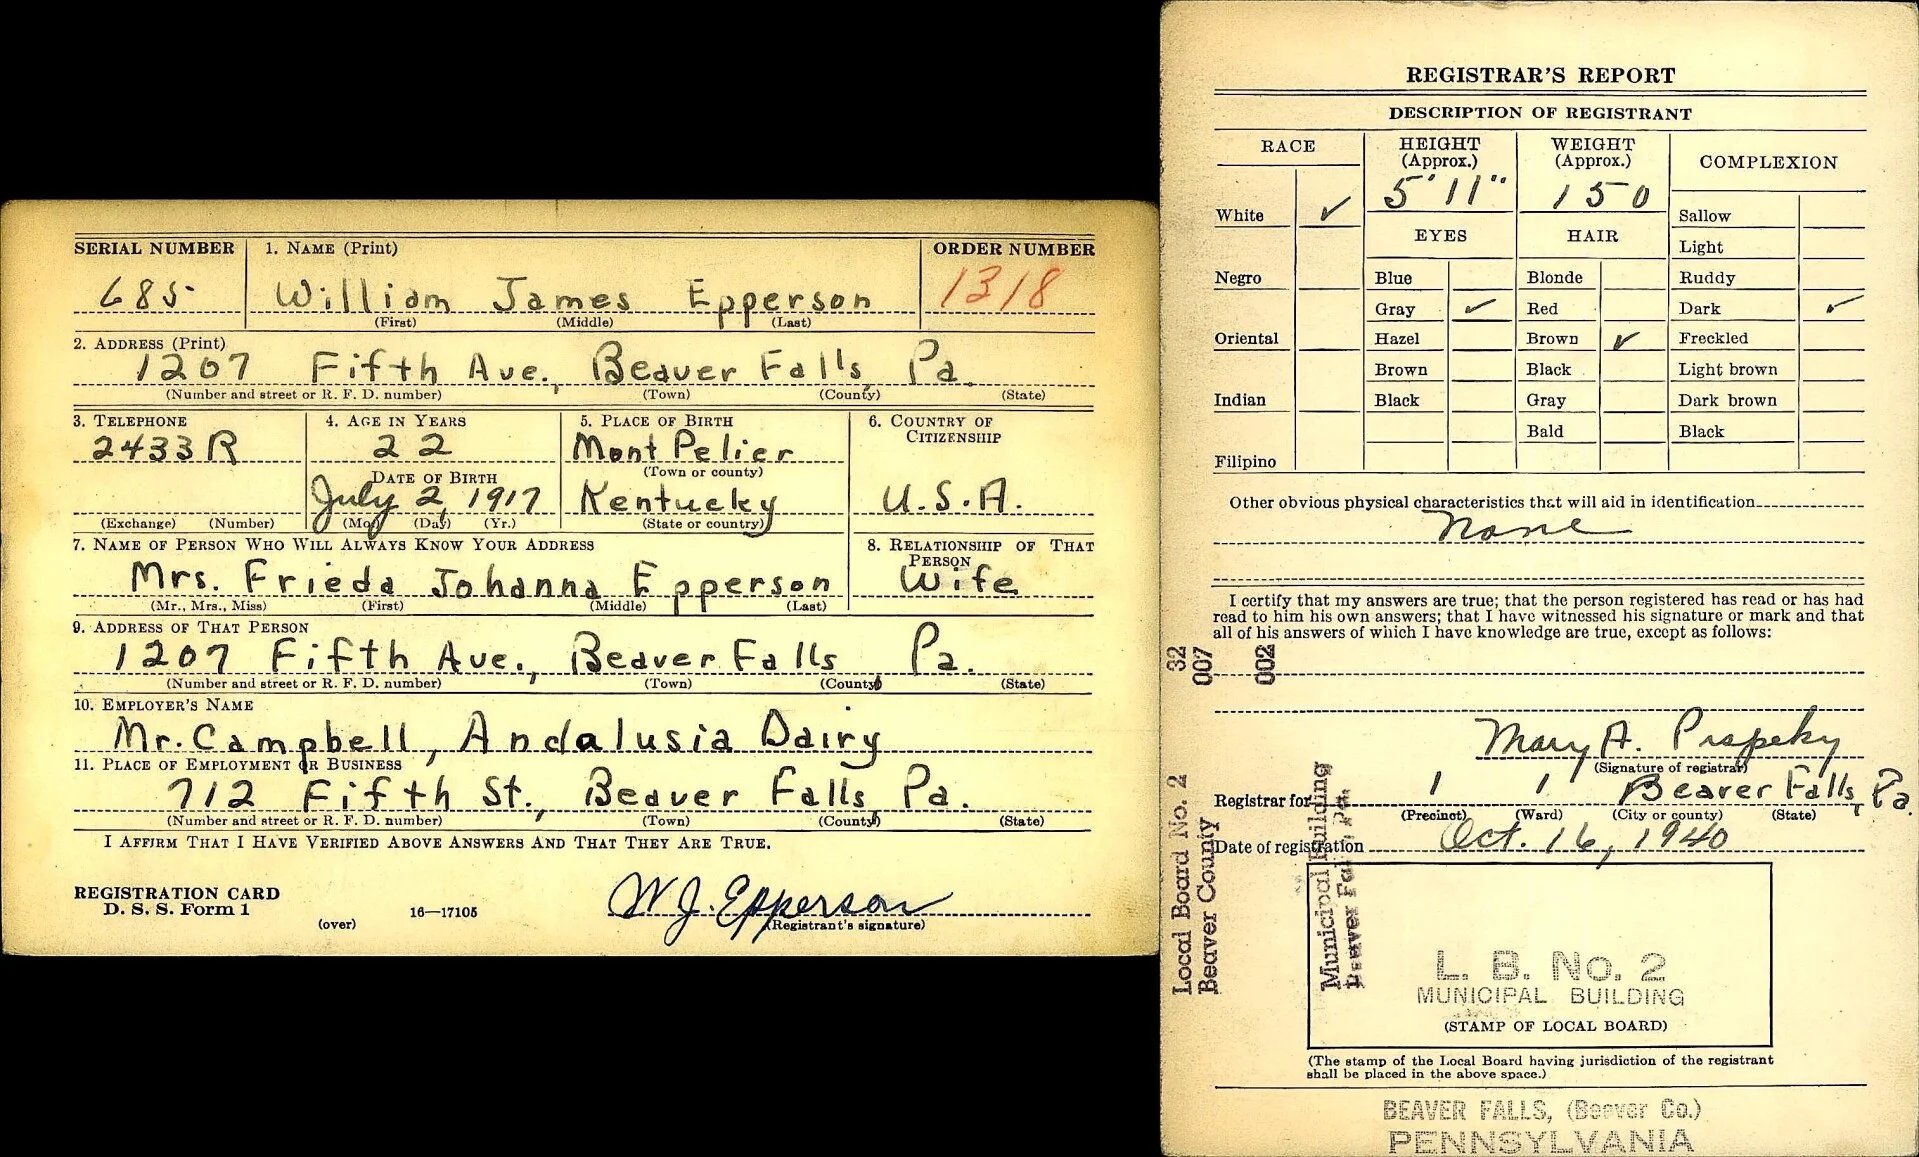 SERIAL NUMBER 1. NAME (Print) ORDER NUMBER
685 William James Epperson 1318
(First) (Middle) (Last)
2. ADDRESS (Print)
1207 Fifth Ave., Beaver Falls, Pa.
(Number and street or R. F. D. number) (Town) (County) (State)
3. TELEPHONE 4. AGE IN YEARS 5. PLACE OF BIRTH 6. COUNTRY OF CITIZENSHIP
2433 R 22 Mont Pelier
DATE OF BIRTH (Town or county)
July 2, 1917 Kentucky U.S.A.
(Exchange) (Number) (Mo.) (Day) (Yr.) (State or country)
7. NAME OF PERSON WHO WILL ALWAYS KNOW YOUR ADDRESS 8. RELATIONSHIP OF THAT PERSON
Mrs. Frieda Johanna Epperson Wife
(Mr., Mrs., Miss) (First) (Middle) (Last)
9. ADDRESS OF THAT PERSON
1207 Fifth Ave., Beaver Falls Pa.
(Number and street or R. F. D. number) (Town) (County) (State)
10. EMPLOYER'S NAME
Mr. Campbell, Andalusia Dairy
11. PLACE OF EMPLOYMENT OR BUSINESS
712 Fifth St., Beaver Falls, Pa.
(Number and street or R. F. D. number) (Town) (County) (State)
I AFFIRM THAT I HAVE VERIFIED ABOVE ANSWERS AND THAT THEY ARE TRUE.
REGISTRATION CARD
D. S. S. Form 1 16—17105 W J. Epperson
(over) (Registrant's signature)
REGISTRAR'S REPORT
DESCRIPTION OF REGISTRANT
RACE HEIGHT (Approx.) WEIGHT (Approx.) COMPLEXION
5' 11" 150
White ✓ Sallow
EYES HAIR Light
Negro Blue Blonde Ruddy
Gray ✓ Red Dark ✓
Oriental Hazel Brown ✓ Freckled
Brown Black Light brown
Indian Black Gray Dark brown
Bald Black
Filipino
Other obvious physical characteristics that will aid in identification
None
I certify that my answers are true; that the person registered has read or has had
read to him his own answers; that I have witnessed his signature or mark and that
all of his answers of which I have knowledge are true, except as follows:
32
007
002
Mary A.
(Signature of registrar)
Registrar for 1 1 Beaver Falls, Pa.
(Precinct) (Ward) (City or county) (State)
Date of registration Oct. 16, 1940
Local Board No. 2
Beaver County
Municipal Building
Beaver Falls, Pa.
L. B. No. 2
MUNICIPAL BUILDING
(STAMP OF LOCAL BOARD)
(The stamp of the Local Board having jurisdiction of the registrant
shall be placed in the above space.)
BEAVER FALLS, (Beaver Co.)
PENNSYLVANIA